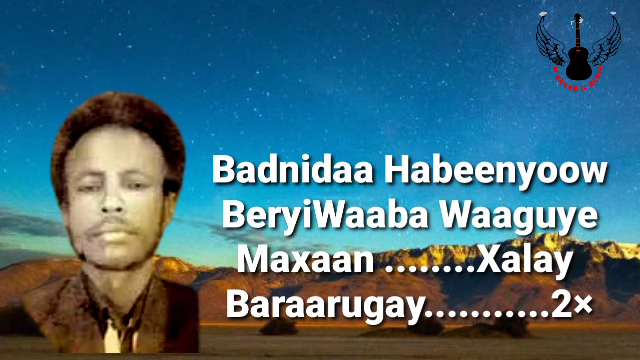 Badnidaa Habeenyoow
BeryiWaaba Waaguye
Maxaan ........Xalay
Baraarugay...........2×